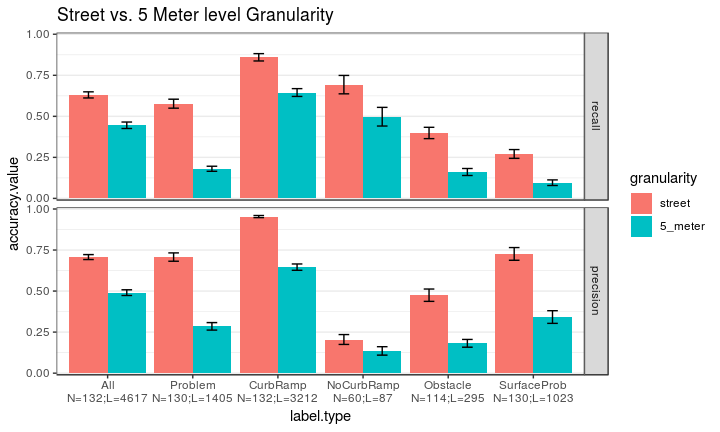 Street vs. 5 Meter level Granularity
accuracy.value
1.00
0.75
0.50
0.25
0.00
recall
1.00
0.75
0.50
0.25
0.00
precision
All Problem CurbRamp NoCurbRamp Obstacle SurfaceProb
N=132;L=4617 N=130;L=1405 N=132;L=3212 N=60;L=87 N=114;L=295 N=130;L=1023
label.type
granularity
street
5_meter